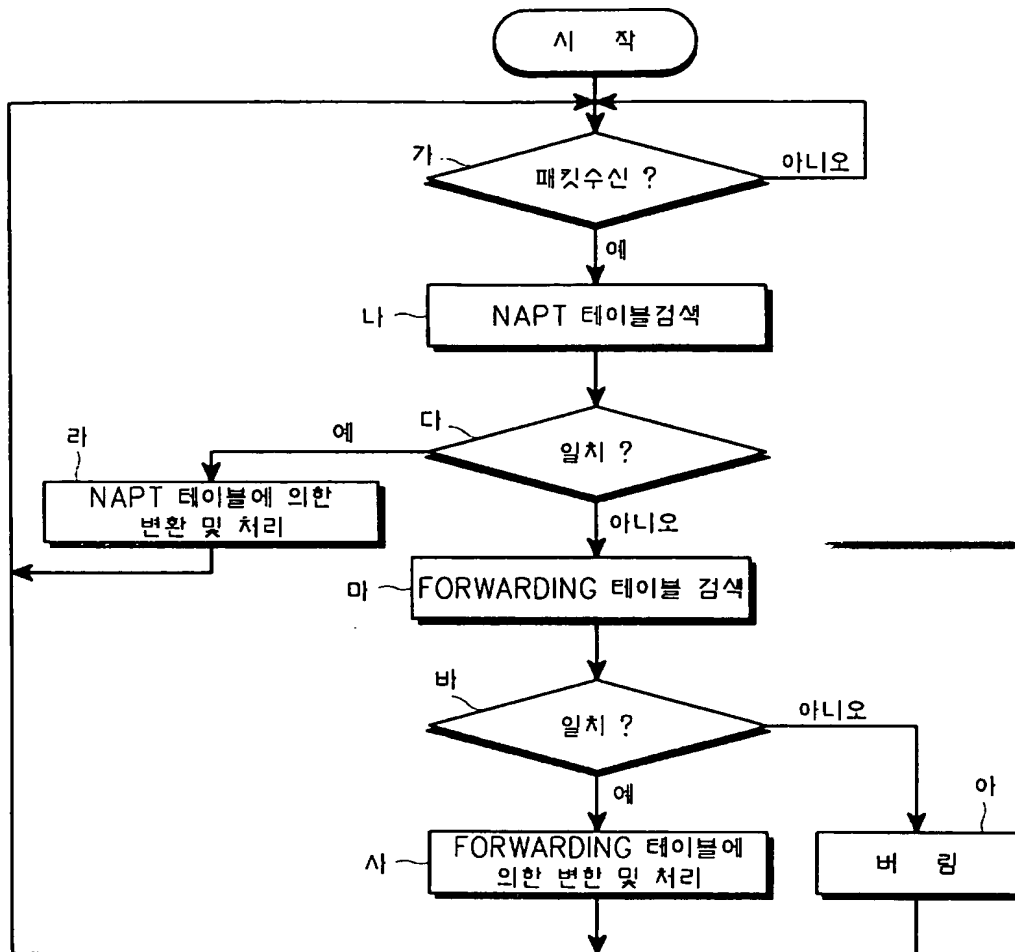 시 작
가
패킷수신 ?
아니오
예
나
NAPT 테이블검색
다
일치 ?
예
라
NAPT 테이블에 의한
변환 및 처리
아니오
마
FORWARDING 테이블 검색
바
일치 ?
아니오
예
사
FORWARDING 테이블에
의한 변한 및 처리
아
버 림